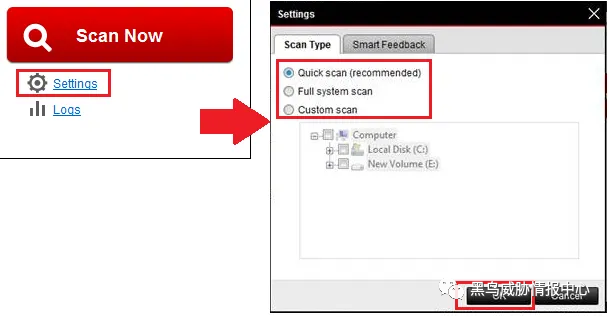 Scan Now
Settings
Logs
Settings
Scan Type
Smart Feedback
Quick scan (recommended)
Full system scan
Custom scan
Computer
Local Disk (C:)
New Volume (E:)
黑鸟威胁情报中心
OK
Cancel